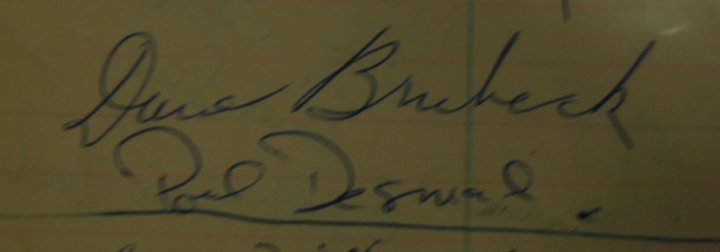 Dave Brubeck
Paul Desmond.